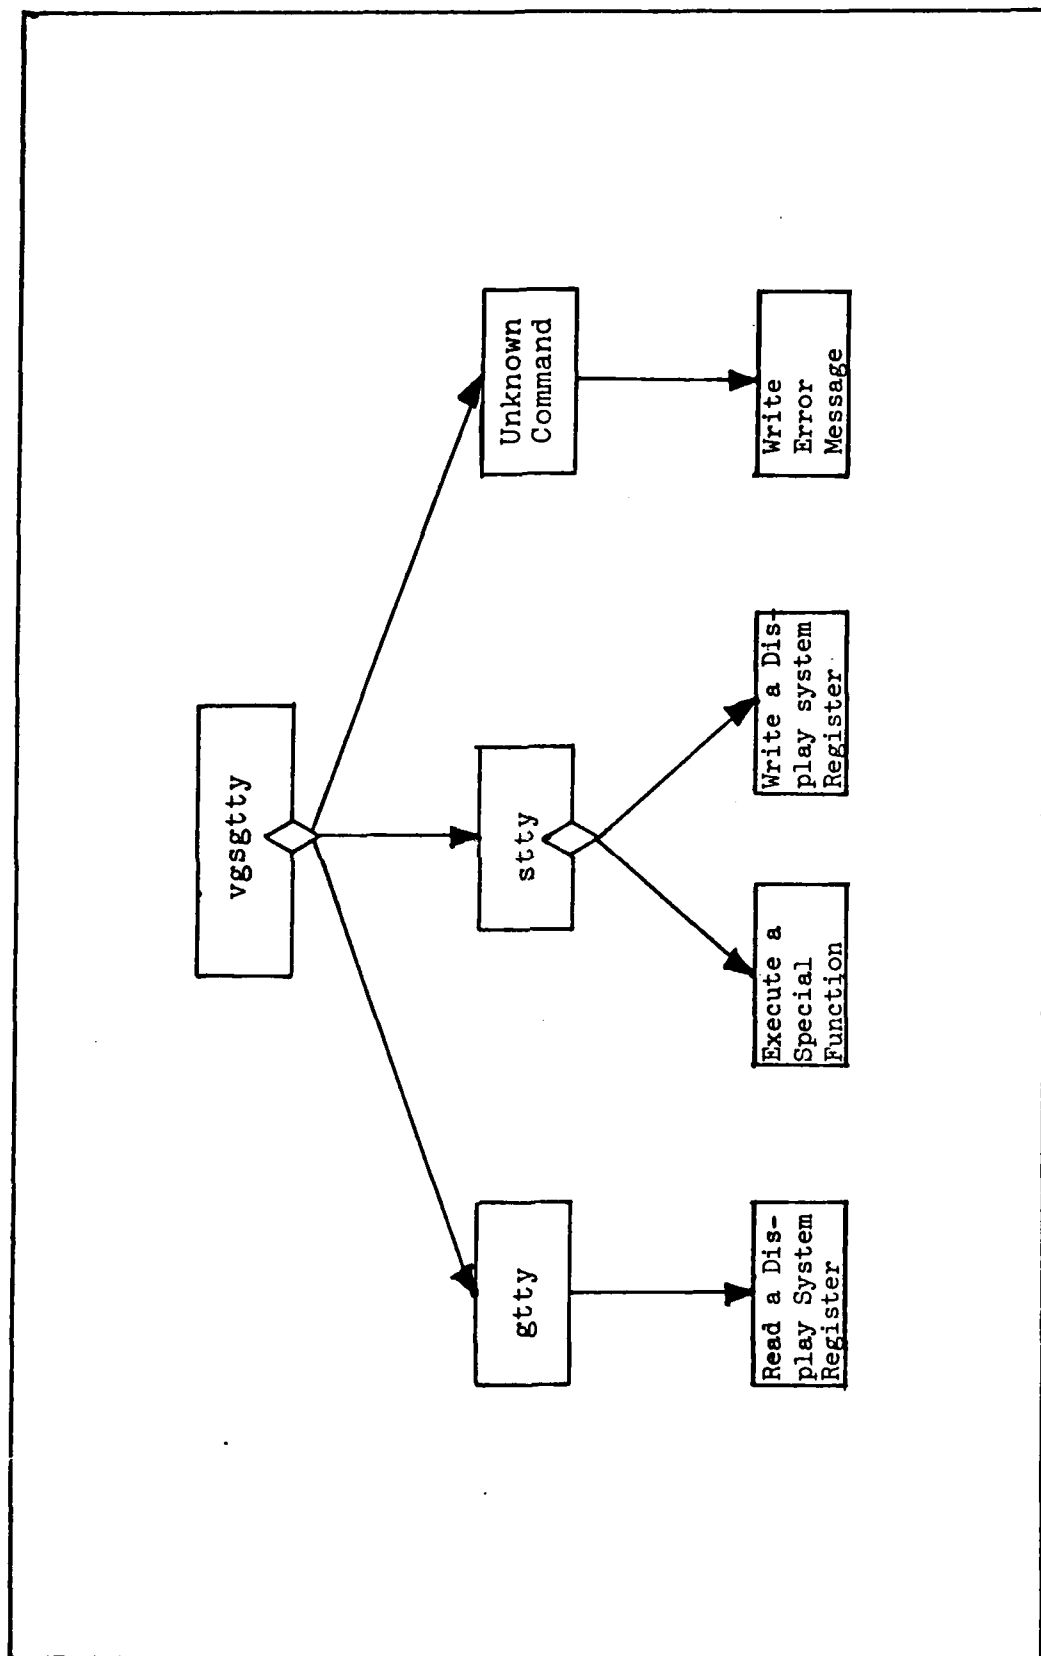 vgsgtty
gtty
stty
Unknown
Command
Read a Dis-
play System
Register
Execute a
Special
Function
Write a Dis-
play system
Register
Write
Error
Message